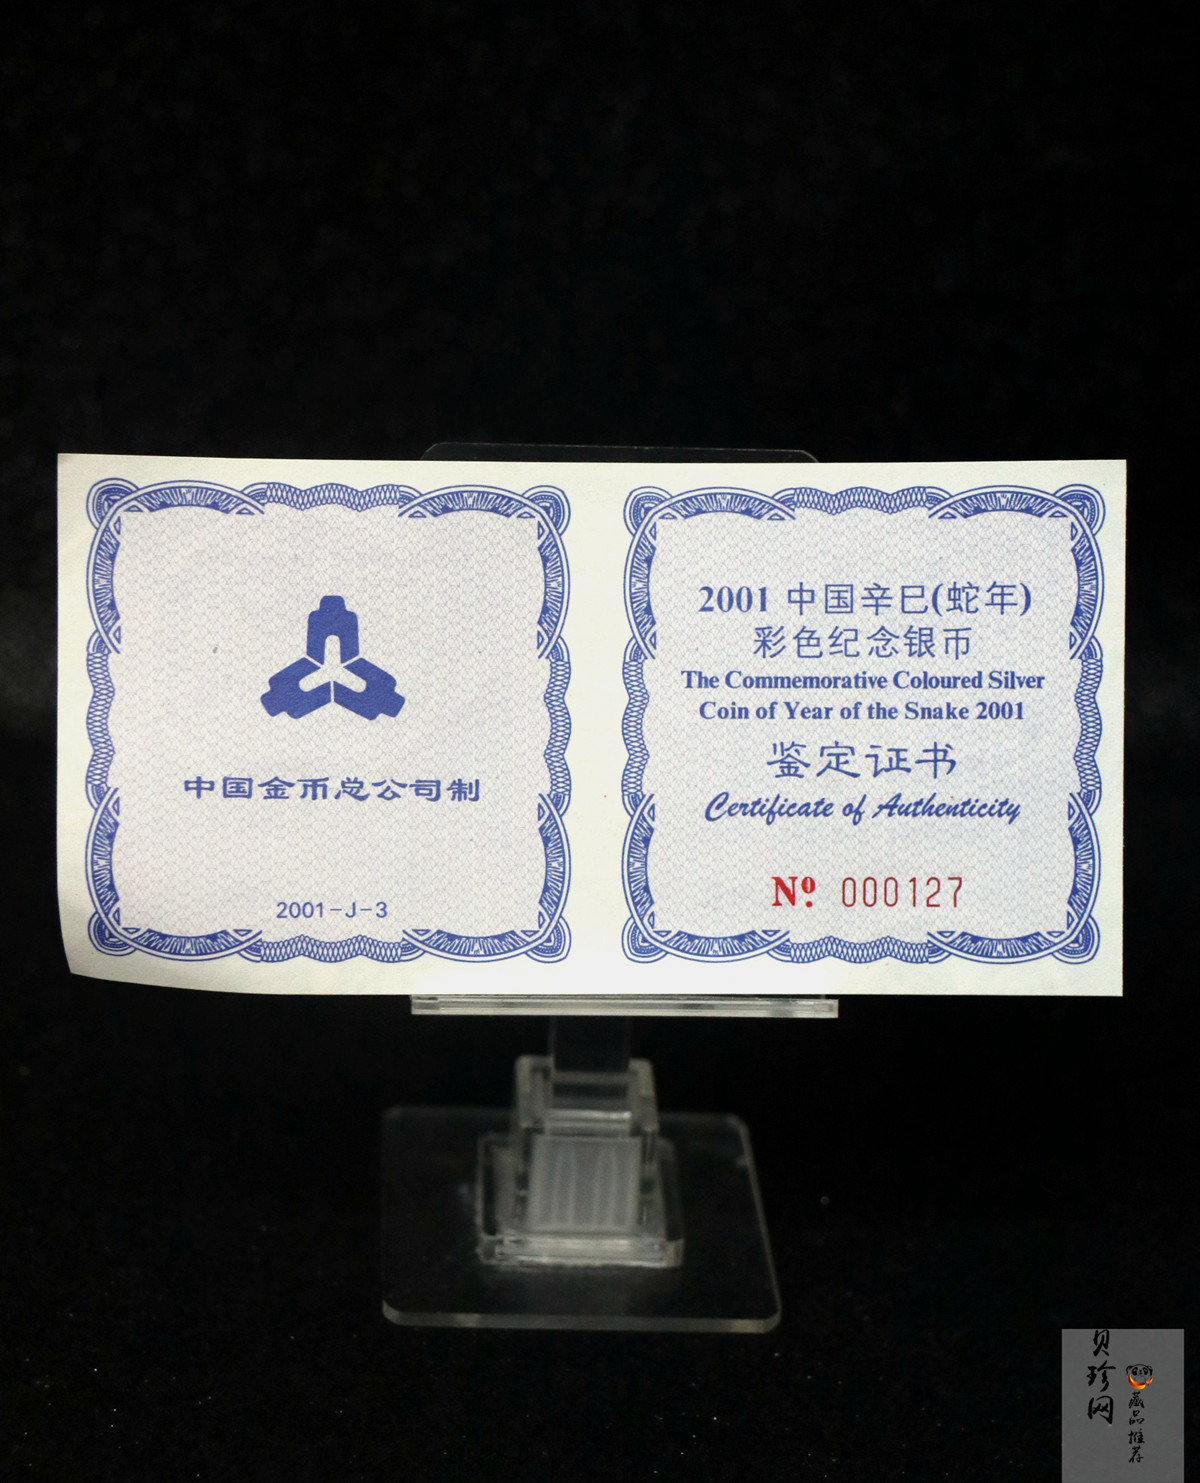 中国金币总公司制
2001-J-3
2001 中国辛巳(蛇年)
彩色纪念银币
The Commemorative Coloured Silver
Coin of Year of the Snake 2001
鉴定证书
Certificate of Authenticity
Nº. 000127
贝珍网
藏品推荐